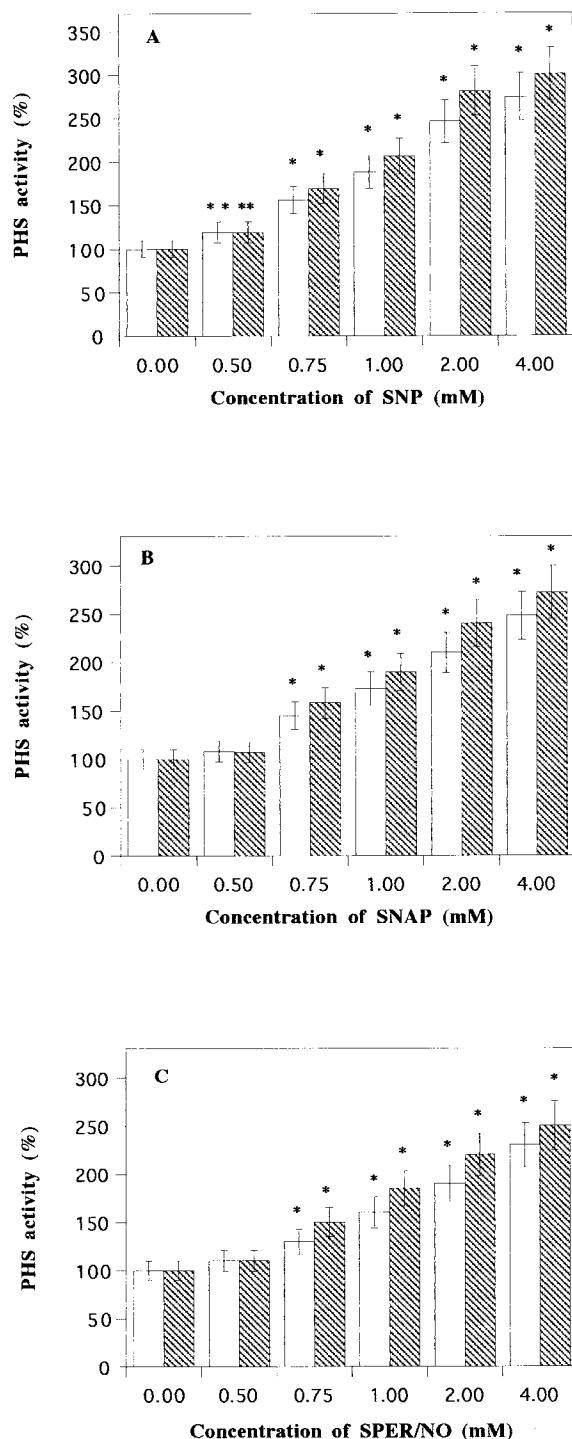 A
PHS activity (%)
350
300
250
200
150
100
50
0
* * * * * * * *
* * **
0.00 0.50 0.75 1.00 2.00 4.00
Concentration of SNP (mM)
B
PHS activity (%)
300
250
200
150
100
50
0
* * * * * * * *
0.00 0.50 0.75 1.00 2.00 4.00
Concentration of SNAP (mM)
C
PHS activity (%)
300
250
200
150
100
50
0
* * * * * * * *
0.00 0.50 0.75 1.00 2.00 4.00
Concentration of SPER/NO (mM)